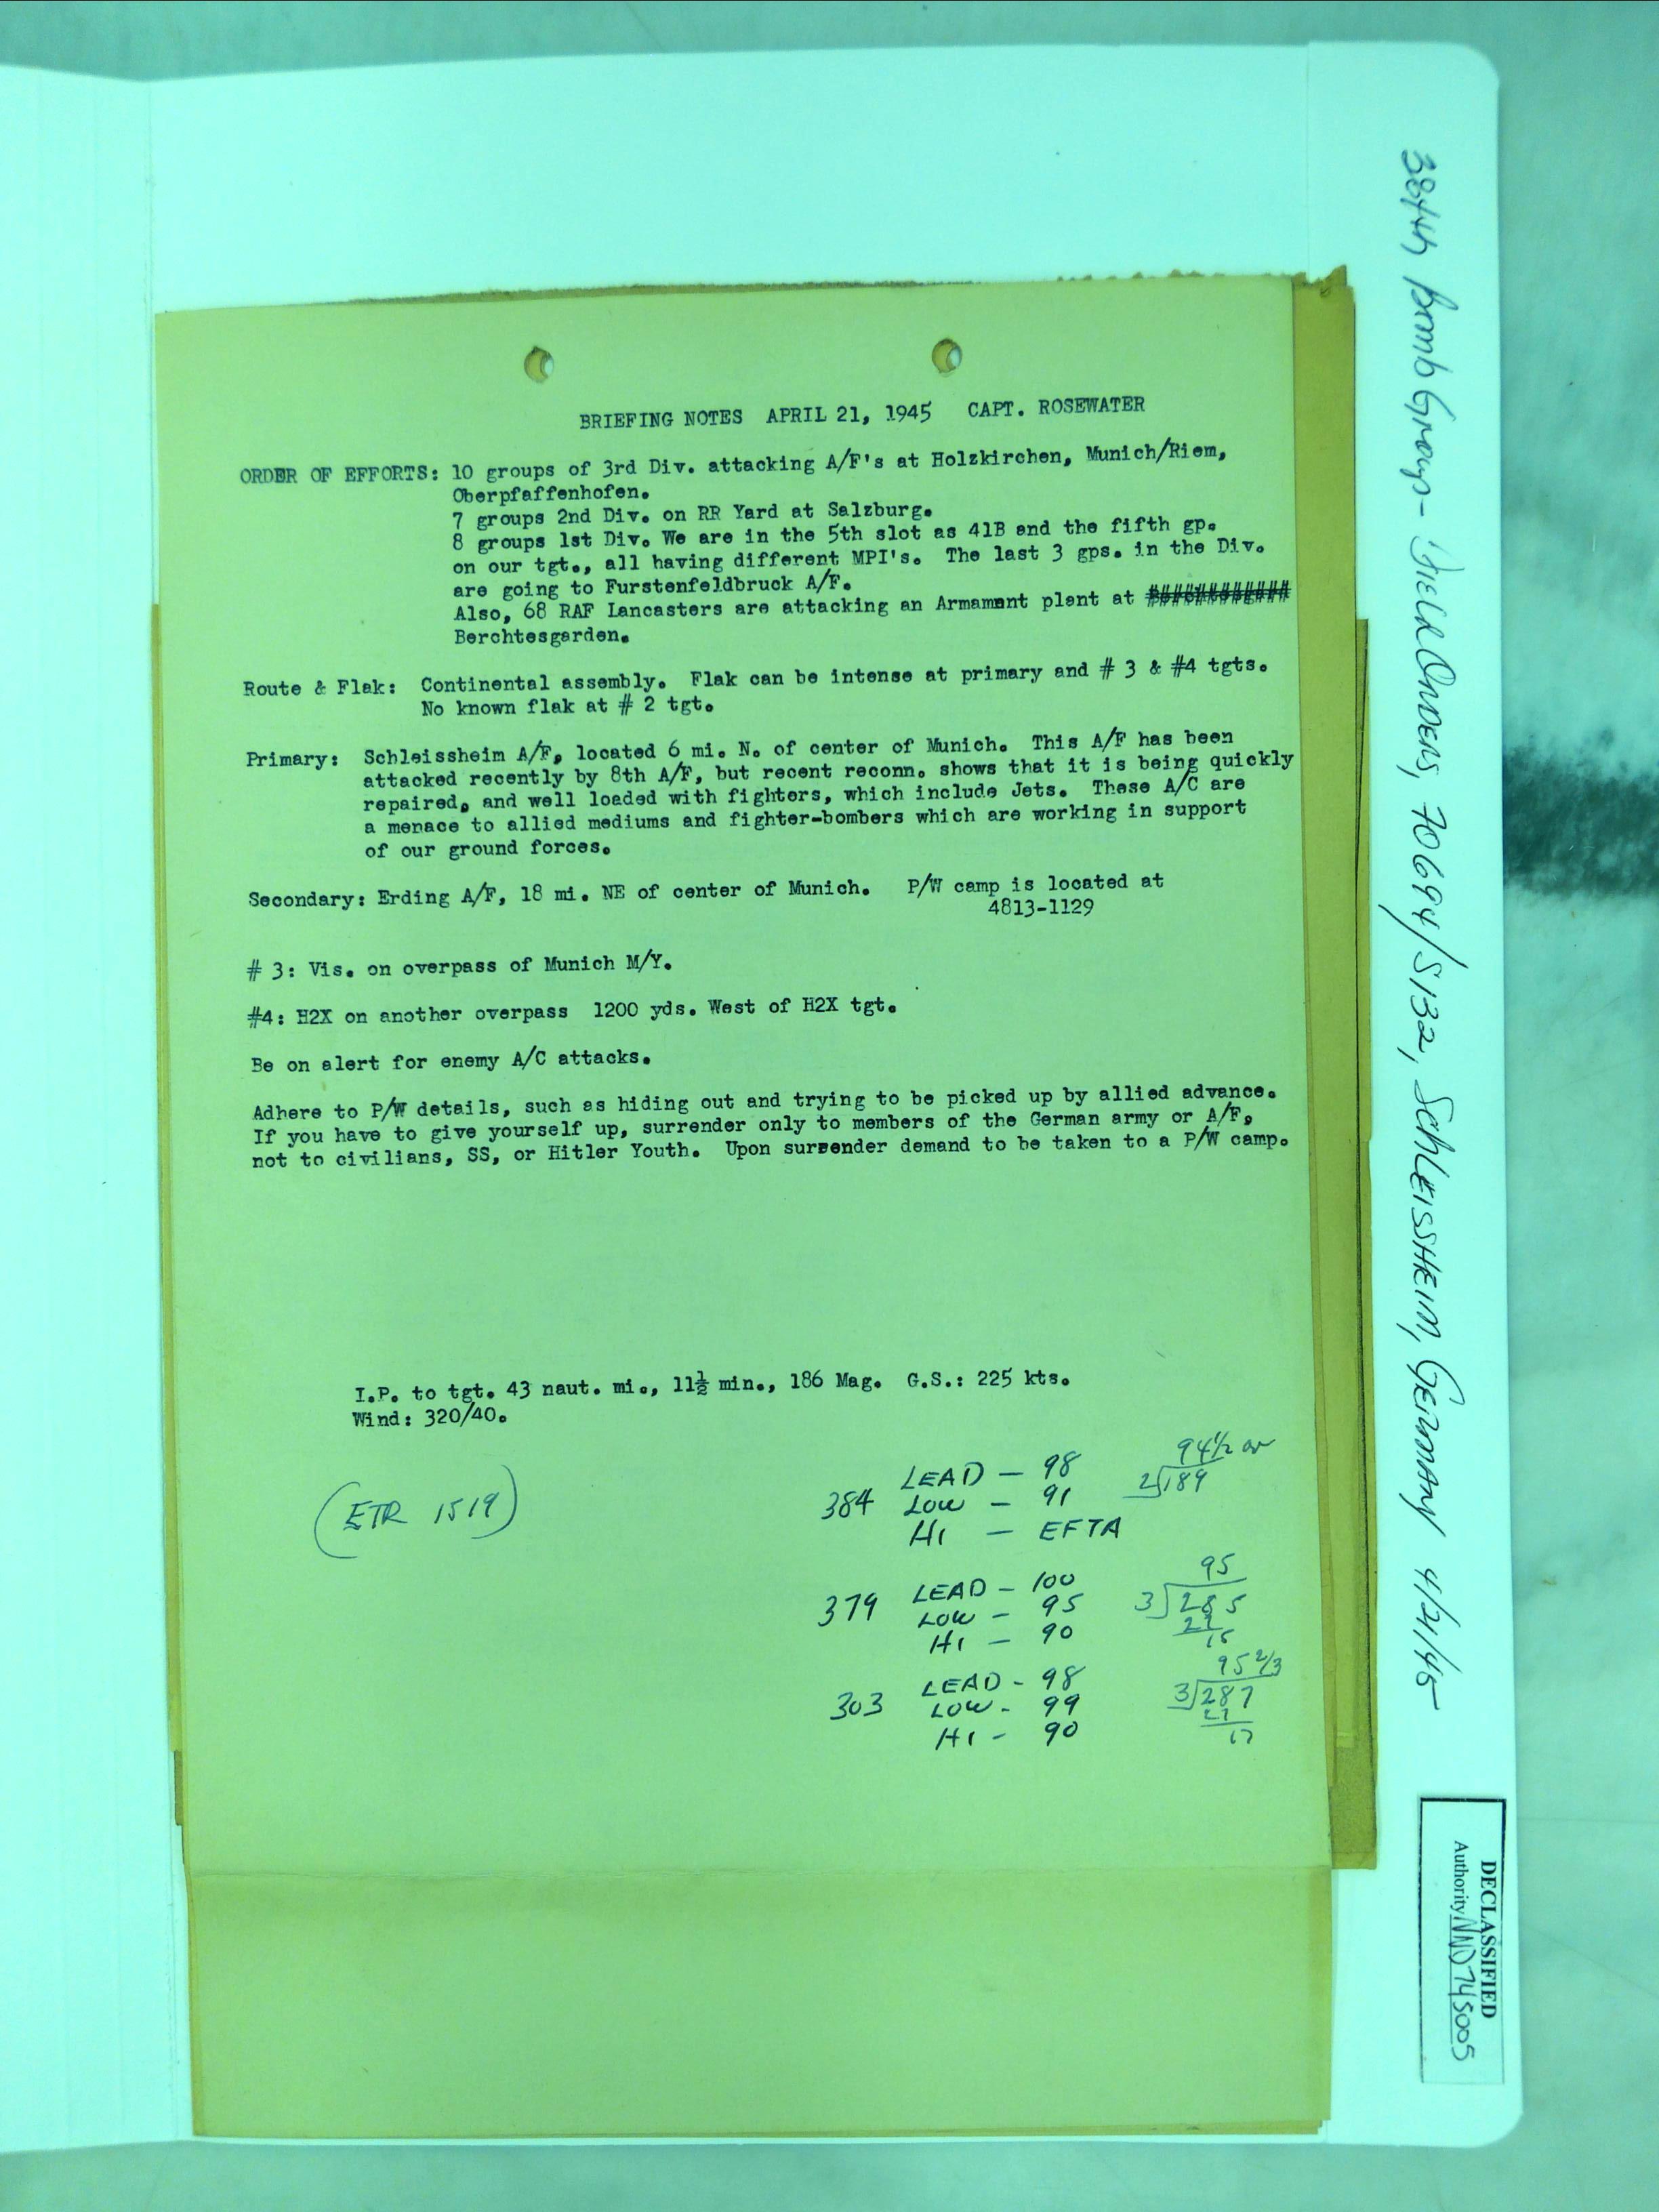 BRIEFING NOTES APRIL 21, 1945 CAPT. ROSEWATER
ORDER OF EFFORTS: 10 groups of 3rd Div. attacking A/F's at Holzkirchen, Munich/Riem,
Oberpfaffenhofen.
7 groups 2nd Div. on RR Yard at Salzburg.
8 groups 1st Div. We are in the 5th slot as 41B and the fifth gp.
on our tgt., all having different MPI's. The last 3 gps. in the Div.
are going to Furstenfeldbruck A/F.
Also, 68 RAF Lancasters are attacking an Armament plant at
Berchtesgarden.
Route & Flak: Continental assembly. Flak can be intense at primary and # 3 & #4 tgts.
No known flak at # 2 tgt.
Primary: Schleissheim A/F, located 6 mi. N. of center of Munich. This A/F has been
attacked recently by 8th A/F, but recent reconn. shows that it is being quickly
repaired, and well loaded with fighters, which include Jets. These A/C are
a menace to allied mediums and fighter-bombers which are working in support
of our ground forces.
Secondary: Erding A/F, 18 mi. NE of center of Munich. P/W camp is located at
4813-1129
# 3: Vis. on overpass of Munich M/Y.
#4: H2X on another overpass 1200 yds. West of H2X tgt.
Be on alert for enemy A/C attacks.
Adhere to P/W details, such as hiding out and trying to be picked up by allied advance.
If you have to give yourself up, surrender only to members of the German army or A/F,
not to civilians, SS, or Hitler Youth. Upon surrender demand to be taken to a P/W camp.
I.P. to tgt. 43 naut. mi., 11½ min., 186 Mag. G.S.: 225 kts.
Wind: 320/40.
(ETR 1519)
384 LEAD - 98
LOW - 91
HI - EFTA
94 1/2 av
2 189
379 LEAD - 100
LOW - 95
HI - 90
95
3 285
27
15
303 LEAD - 98
LOW - 99
HI - 90
95 2/3
3 287
27
17
384th Bomb Group - FIELD ORDERS, 7069A/S132, SCHLEISSHEIM, GERMANY 4/21/45
DECLASSIFIED
Authority NND 745005